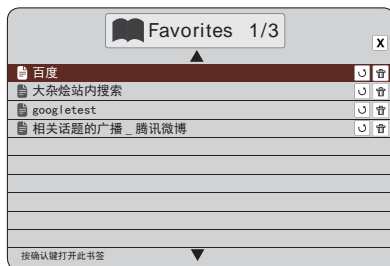 Favorites 1/3
X
百度
大杂烩站内搜索
googletest
相关话题的广播_腾讯微博
按确认键打开此书签